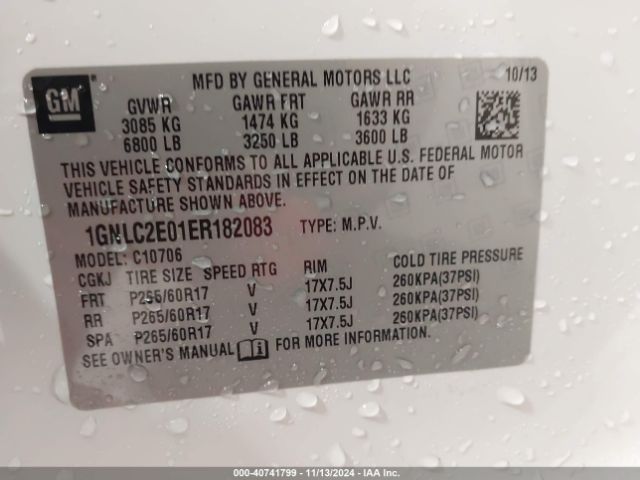 GM
MFD BY GENERAL MOTORS LLC 10/13
GVWR GAWR FRT GAWR RR
3085 KG 1474 KG 1633 KG
6800 LB 3250 LB 3600 LB
THIS VEHICLE CONFORMS TO ALL APPLICABLE U.S. FEDERAL MOTOR
VEHICLE SAFETY STANDARDS IN EFFECT ON THE DATE OF
MANUFACTURE SHOWN ABOVE.
1GNLC2E01ER182083 TYPE: M.P.V.
MODEL: C10706
CGKJ TIRE SIZE SPEED RTG RIM COLD TIRE PRESSURE
FRT P265/60R17 V 17X7.5J 260KPA(37PSI)
RR P265/60R17 V 17X7.5J 260KPA(37PSI)
SPA P265/60R17 V 17X7.5J 260KPA(37PSI)
SEE OWNER'S MANUAL FOR MORE INFORMATION.
000-40741799 - 11/13/2024 - IAA Inc.